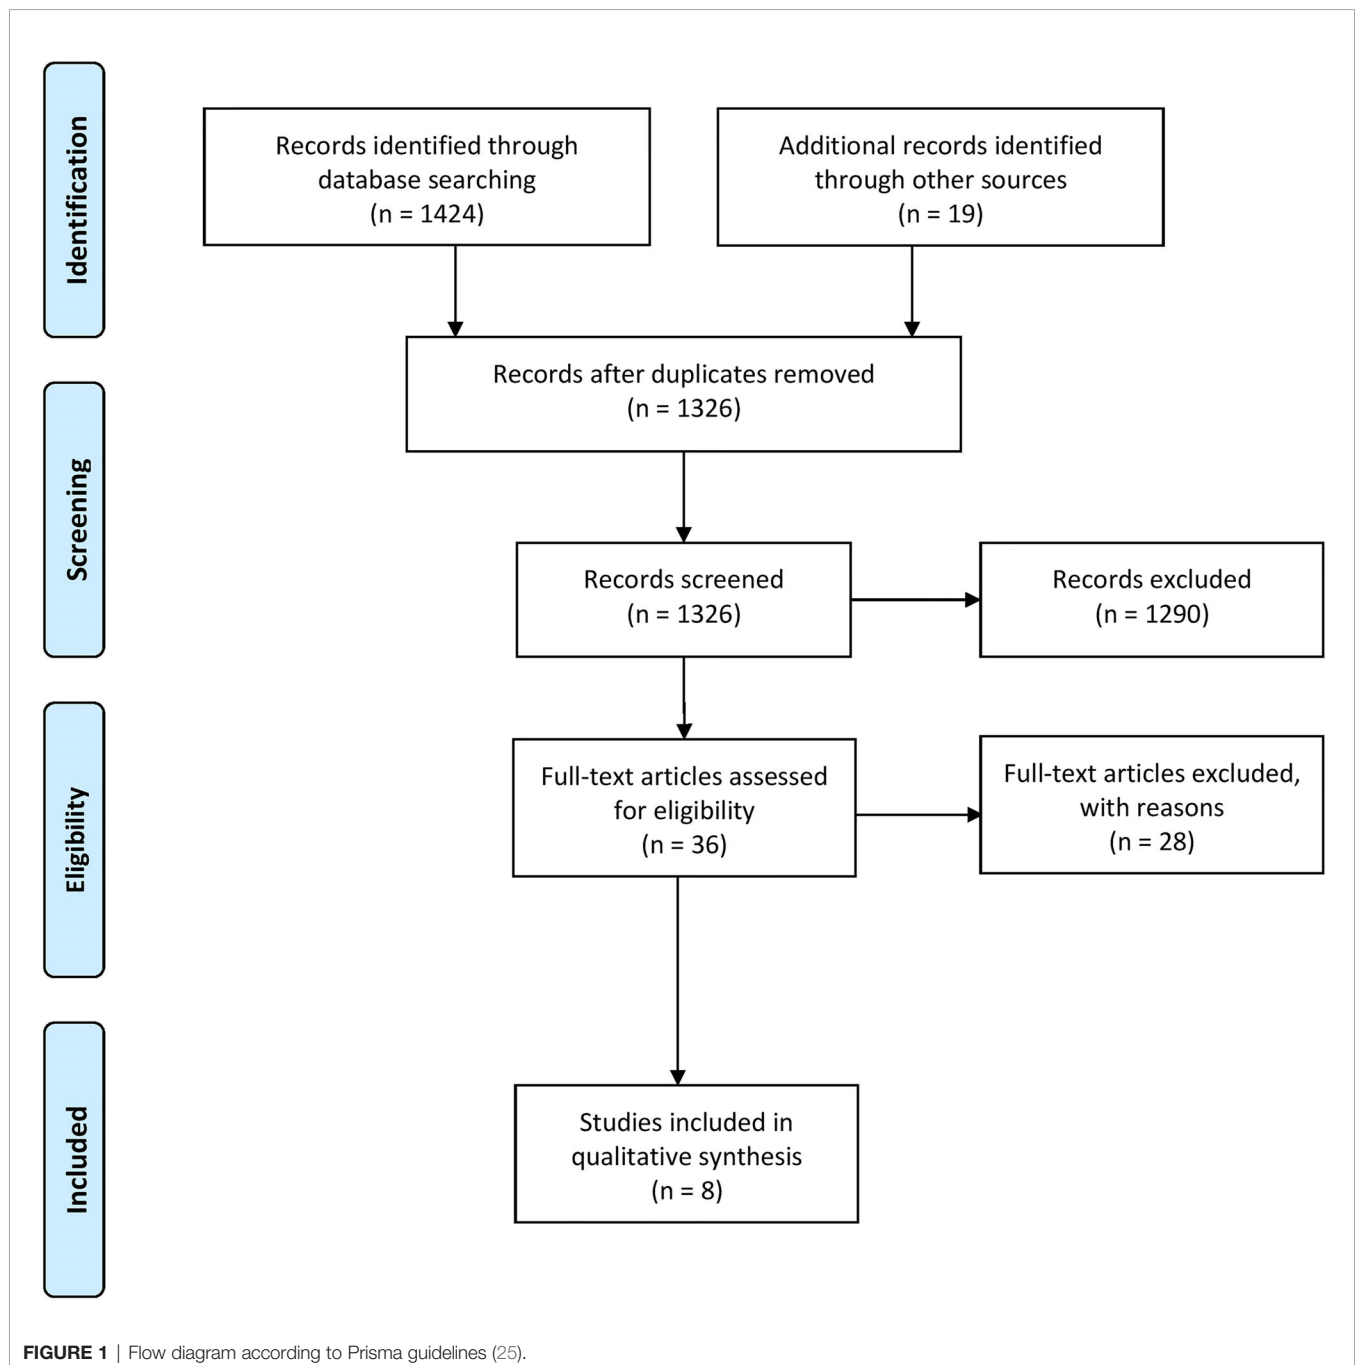 Identification
Records identified through
database searching
(n = 1424)
Additional records identified
through other sources
(n = 19)
Records after duplicates removed
(n = 1326)
Screening
Records screened
(n = 1326)
Records excluded
(n = 1290)
Eligibility
Full-text articles assessed
for eligibility
(n = 36)
Full-text articles excluded,
with reasons
(n = 28)
Included
Studies included in
qualitative synthesis
(n = 8)
FIGURE 1 | Flow diagram according to Prisma guidelines (25).